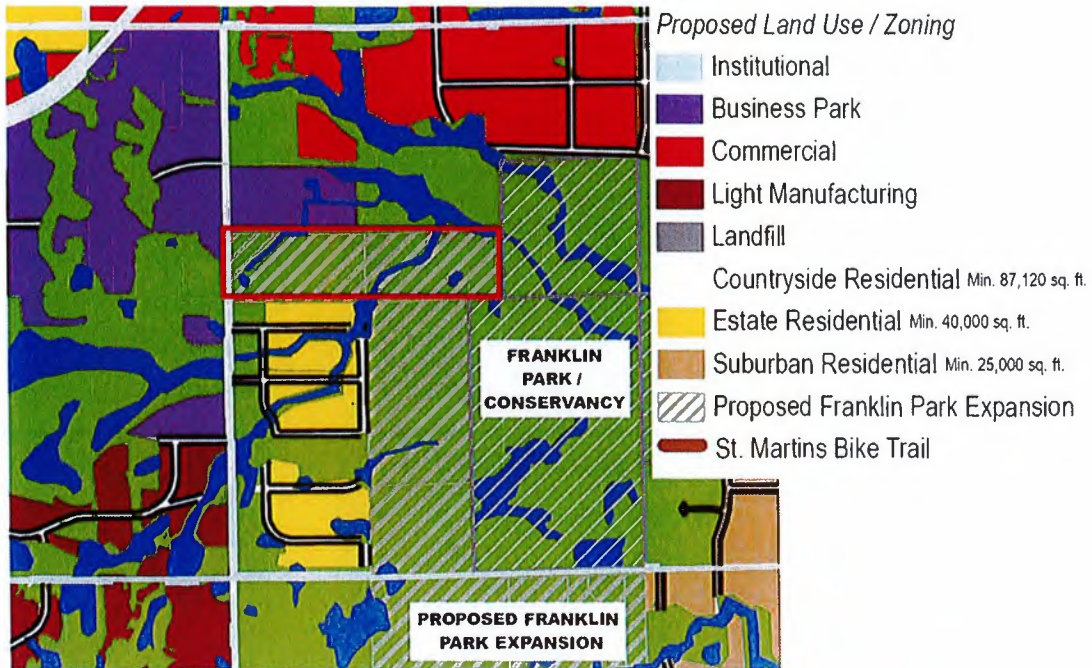 Proposed Land Use / Zoning
Institutional
Business Park
Commercial
Light Manufacturing
Landfill
Countryside Residential Min. 87,120 sq. ft.
Estate Residential Min. 40,000 sq. ft.
Suburban Residential Min. 25,000 sq. ft.
Proposed Franklin Park Expansion
St. Martins Bike Trail
FRANKLIN
PARK /
CONSERVANCY
PROPOSED FRANKLIN
PARK EXPANSION